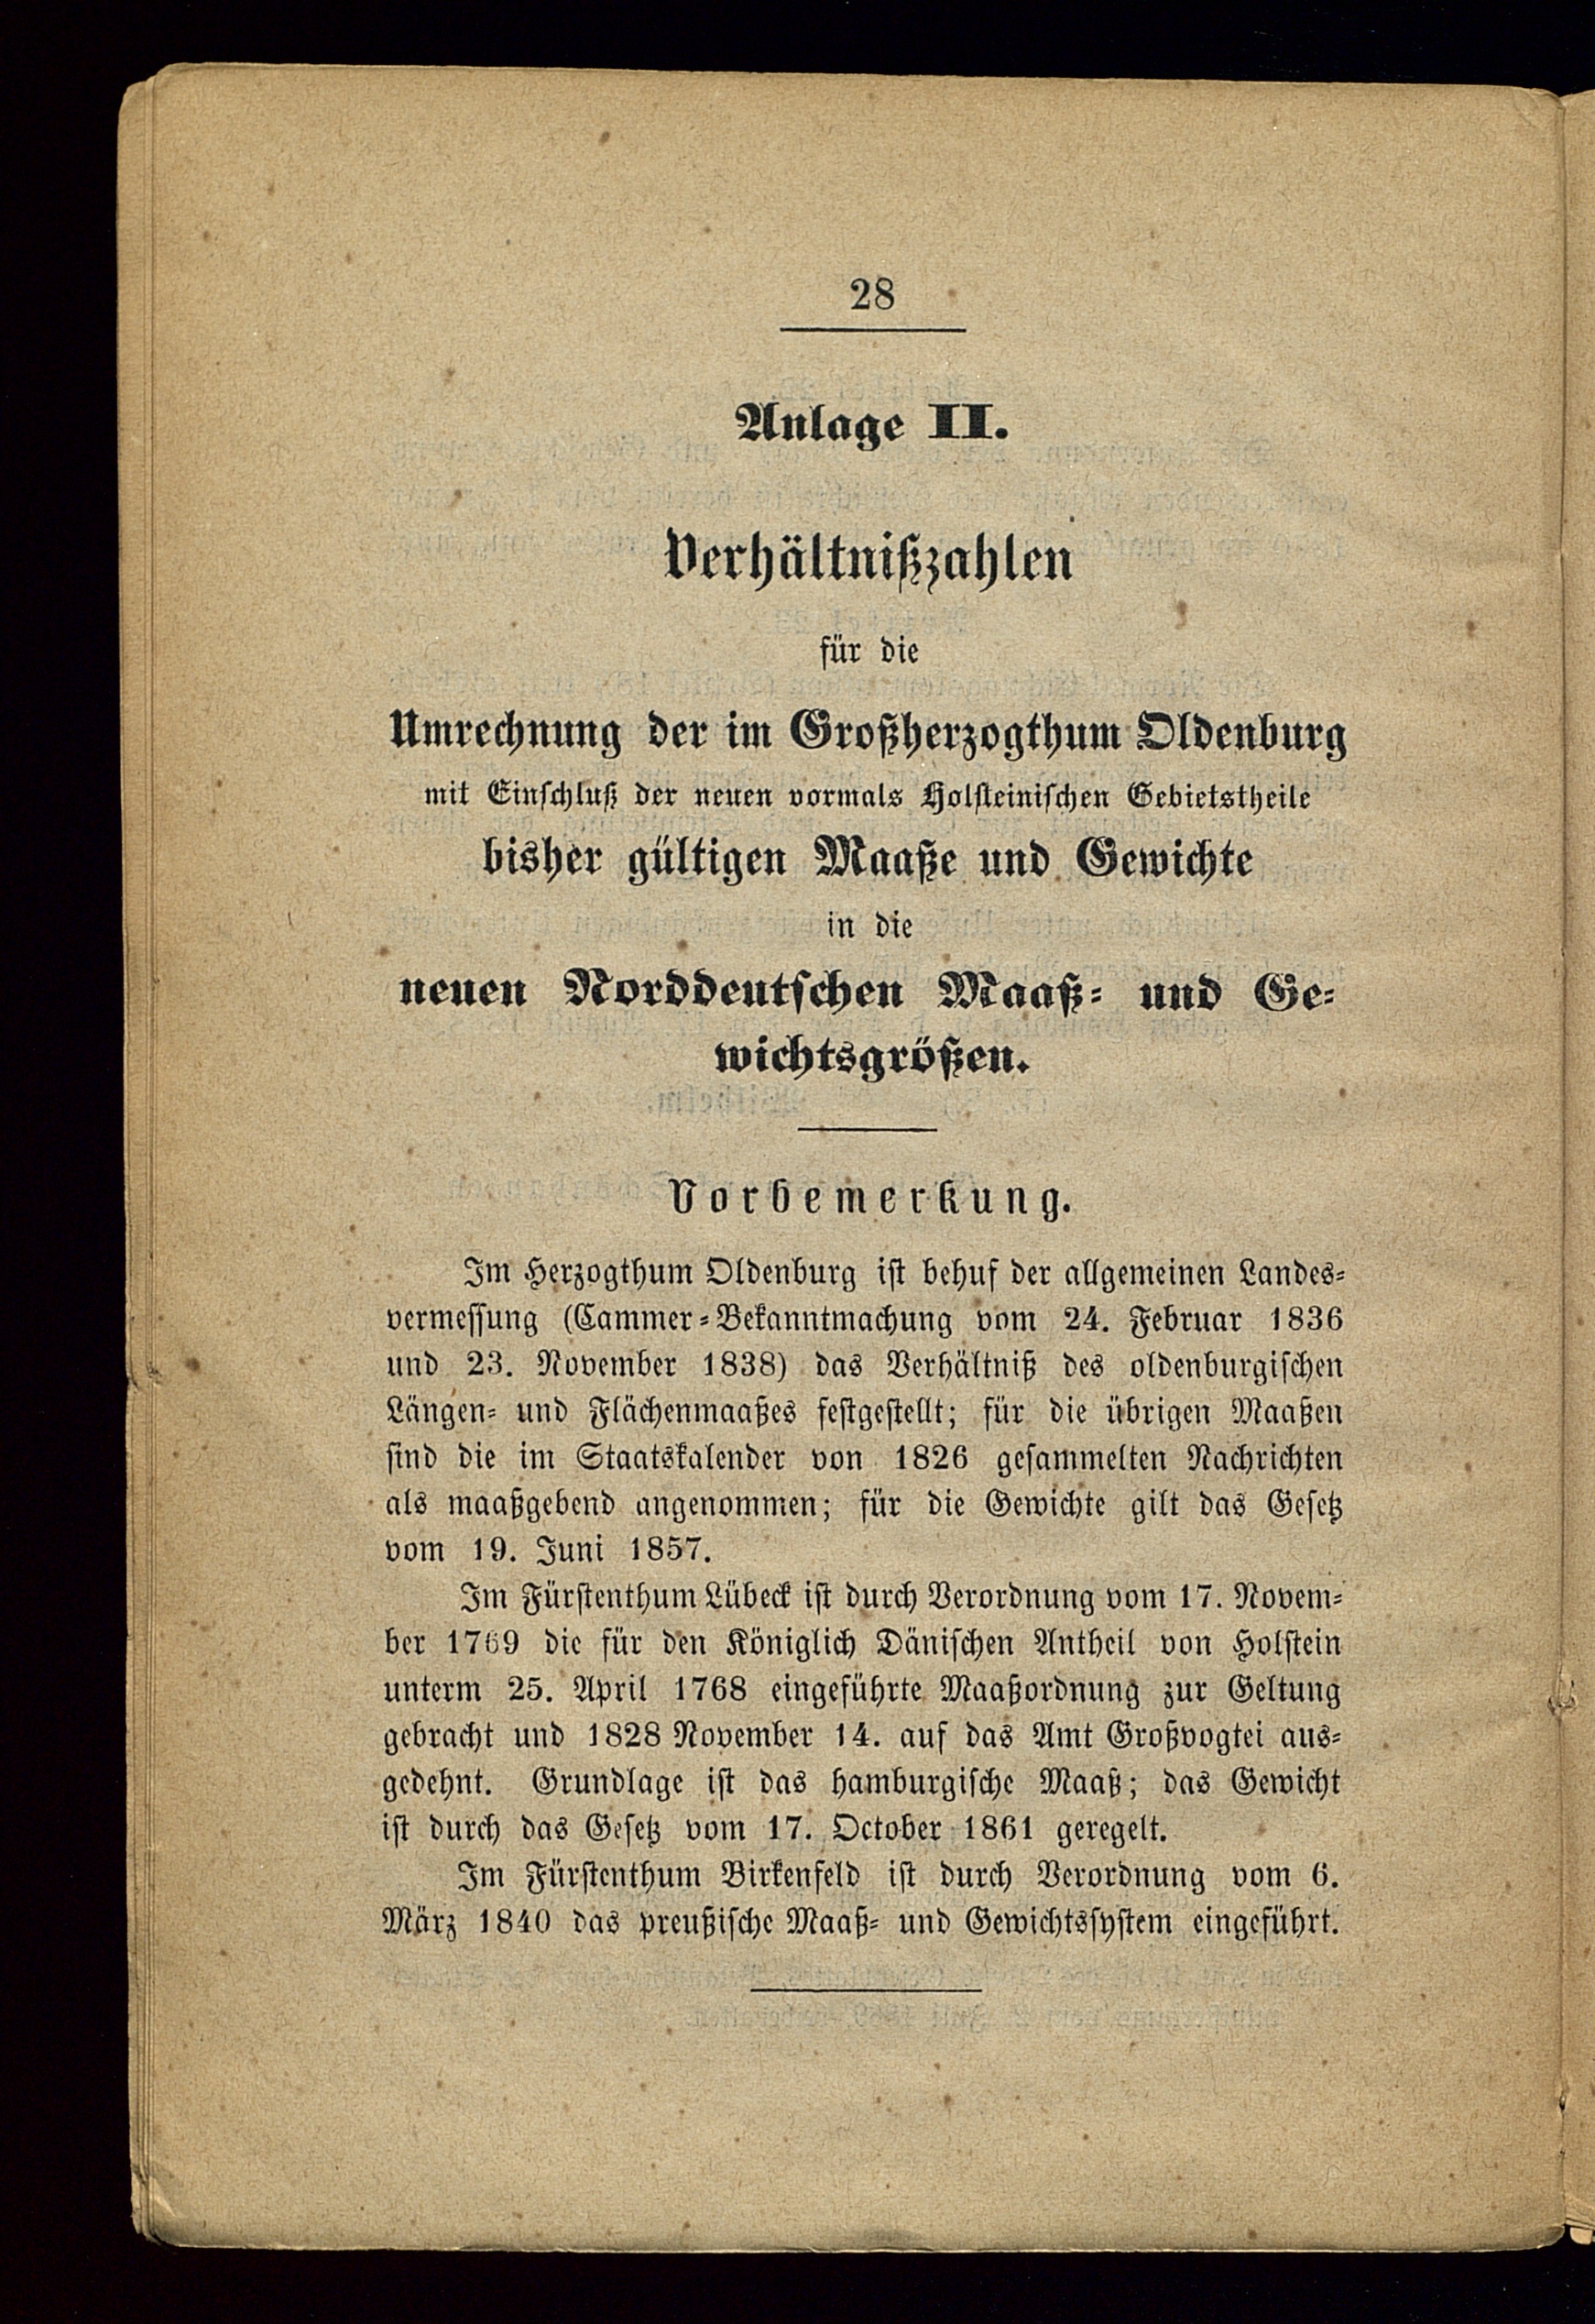 28
Anlage II.
Verhältnißzahlen
für die
Umrechnung der im Großherzogthum Oldenburg
mit Einschluß der neuen vormals Holsteinischen Gebietstheile
bisher gültigen Maaße und Gewichte
in die
neuen Norddeutschen Maaß- und Ge-
wichtsgrößen.
Vorbemerkung.
Im Herzogthum Oldenburg ist behuf der allgemeinen Landes-
vermessung (Cammer-Bekanntmachung vom 24. Februar 1836
und 23. November 1838) das Verhältniß des oldenburgischen
Längen- und Flächenmaaßes festgestellt; für die übrigen Maaßen
sind die im Staatskalender von 1826 gesammelten Nachrichten
als maaßgebend angenommen; für die Gewichte gilt das Gesetz
vom 19. Juni 1857.
Im Fürstenthum Lübeck ist durch Verordnung vom 17. Novem-
ber 1769 die für den Königlich Dänischen Antheil von Holstein
unterm 25. April 1768 eingeführte Maaßordnung zur Geltung
gebracht und 1828 November 14. auf das Amt Großvogtei aus-
gedehnt. Grundlage ist das hamburgische Maaß; das Gewicht
ist durch das Gesetz vom 17. October 1861 geregelt.
Im Fürstenthum Birkenfeld ist durch Verordnung vom 6.
März 1840 das preußische Maaß- und Gewichtssystem eingeführt.